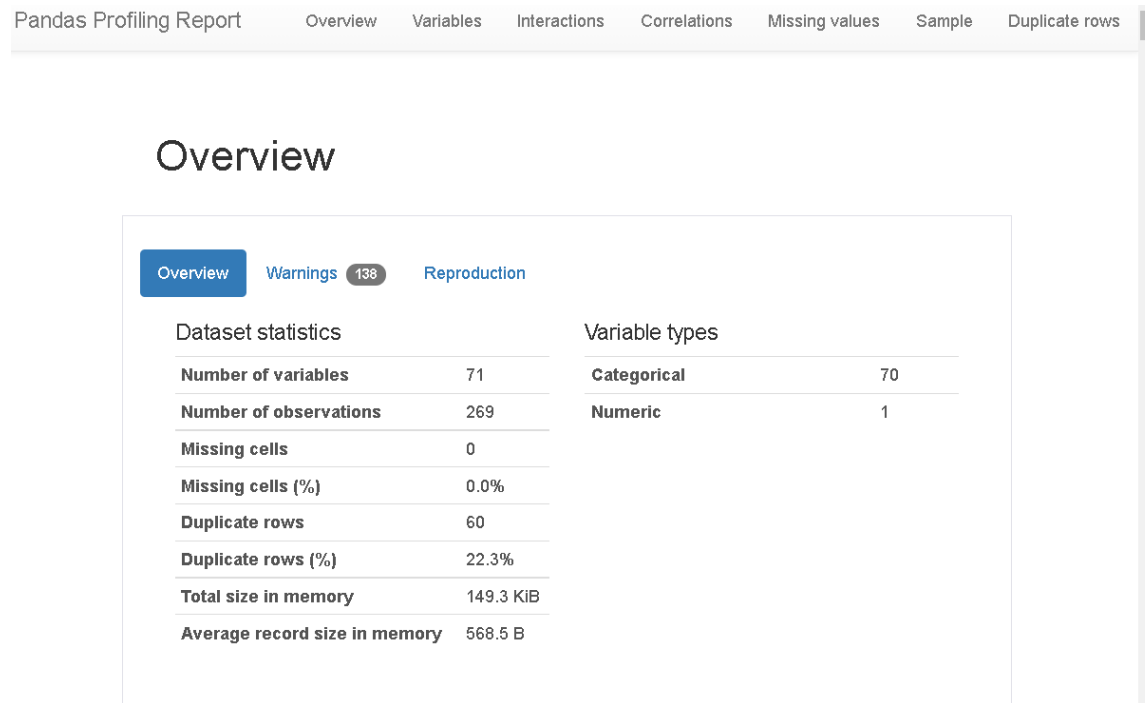 Pandas Profiling Report Overview Variables Interactions Correlations Missing values Sample Duplicate rows
Overview
Overview Warnings 138 Reproduction
Dataset statistics
Number of variables 71
Number of observations 269
Missing cells 0
Missing cells (%) 0.0%
Duplicate rows 60
Duplicate rows (%) 22.3%
Total size in memory 149.3 KiB
Average record size in memory 568.5 B
Variable types
Categorical 70
Numeric 1